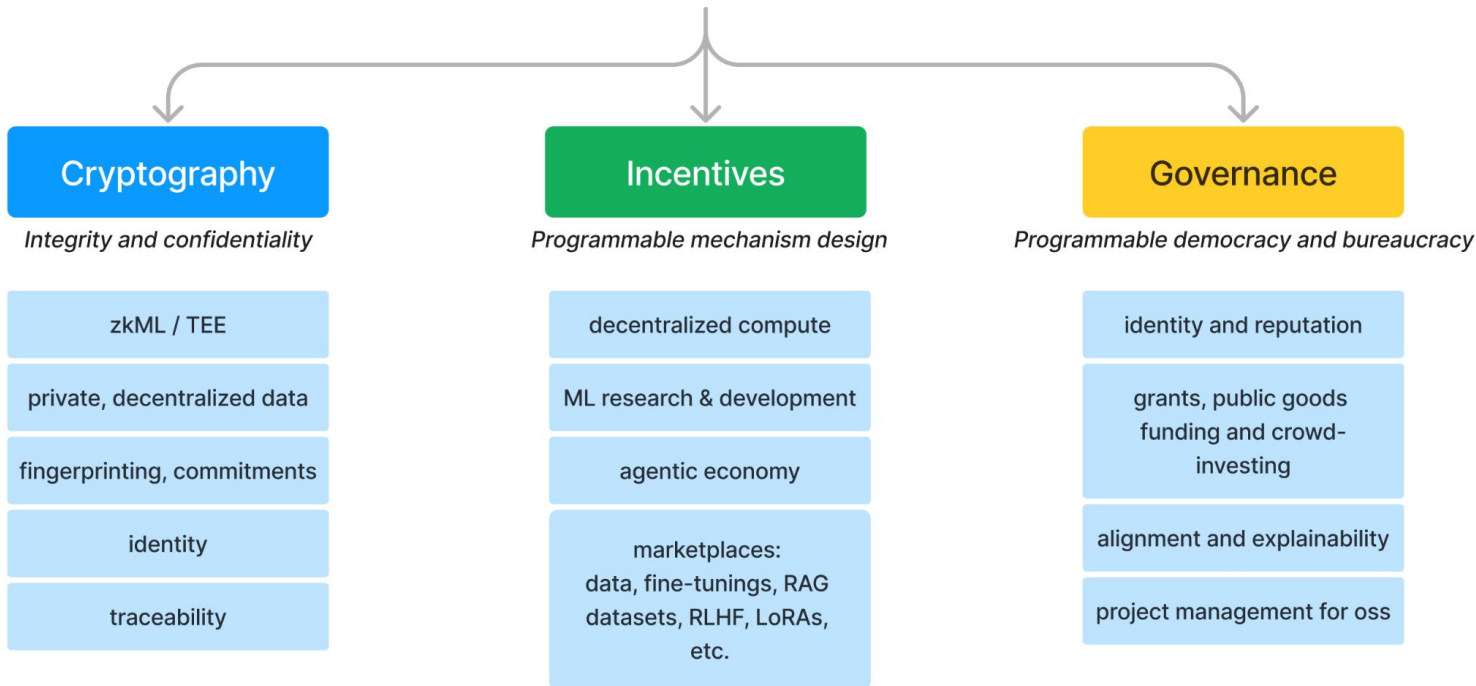 Cryptography
Integrity and confidentiality
zkML / TEE
private, decentralized data
fingerprinting, commitments
identity
traceability
Incentives
Programmable mechanism design
decentralized compute
ML research & development
agentic economy
marketplaces:
data, fine-tunings, RAG
datasets, RLHF, LoRAs,
etc.
Governance
Programmable democracy and bureaucracy
identity and reputation
grants, public goods
funding and crowd-
investing
alignment and explainability
project management for oss